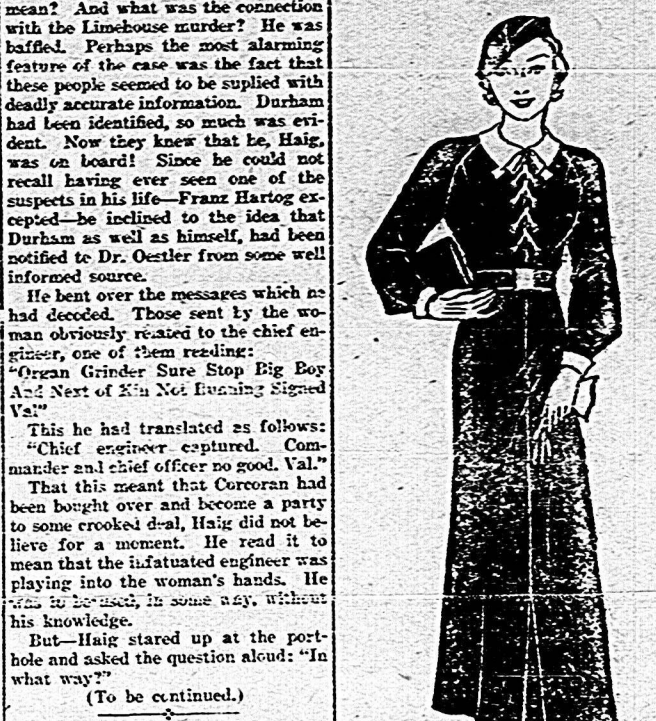 mean? And what was the connection
with the Limehouse murder? He was
baffled. Perhaps the most alarming
feature of the case was the fact that
these people seemed to be suplied with
deadly accurate information. Durham
had been identified, so much was evi-
dent. Now they knew that he, Haig,
was on board! Since he could not
recall having ever seen one of the
suspects in his life—Franz Hartog ex-
cepted—he inclined to the idea that
Durham as well as himself, had been
notified to Dr. Oestler from some well
informed source.
He bent over the messages which he
had decoded. Those sent by the wo-
man obviously related to the chief en-
gineer, one of them reading:
"Organ Grinder Sure Stop Big Boy
And Next of Kin Not Running Signed
Val"
This he had translated as follows:
"Chief engineer captured. Com-
mander and chief officer no good. Val."
That this meant that Corcoran had
been bought over and become a party
to some crooked deal, Haig did not be-
lieve for a moment. He read it to
mean that the infatuated engineer was
playing into the woman's hands. He
was to be used, in some way, without
his knowledge.
But—Haig stared up at the port-
hole and asked the question aloud: "In
what way?"
(To be continued.)